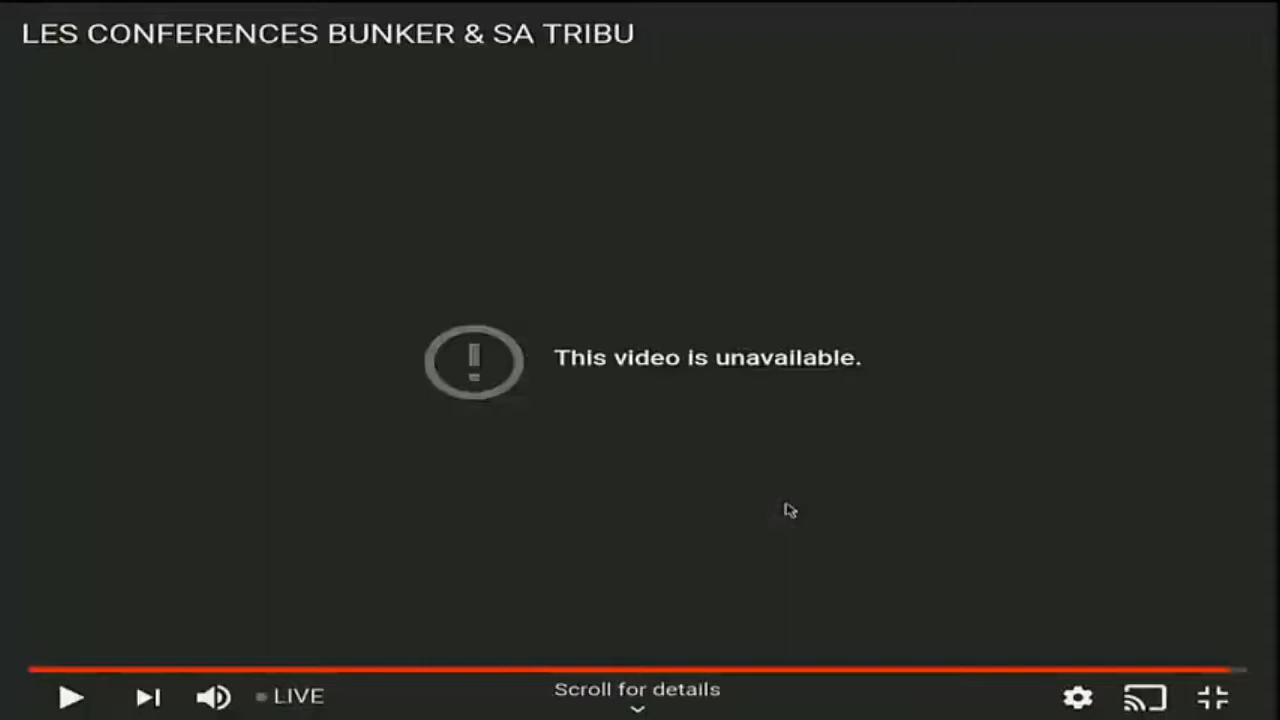 LES CONFERENCES BUNKER & SA TRIBU
This video is unavailable.
Scroll for details
LIVE